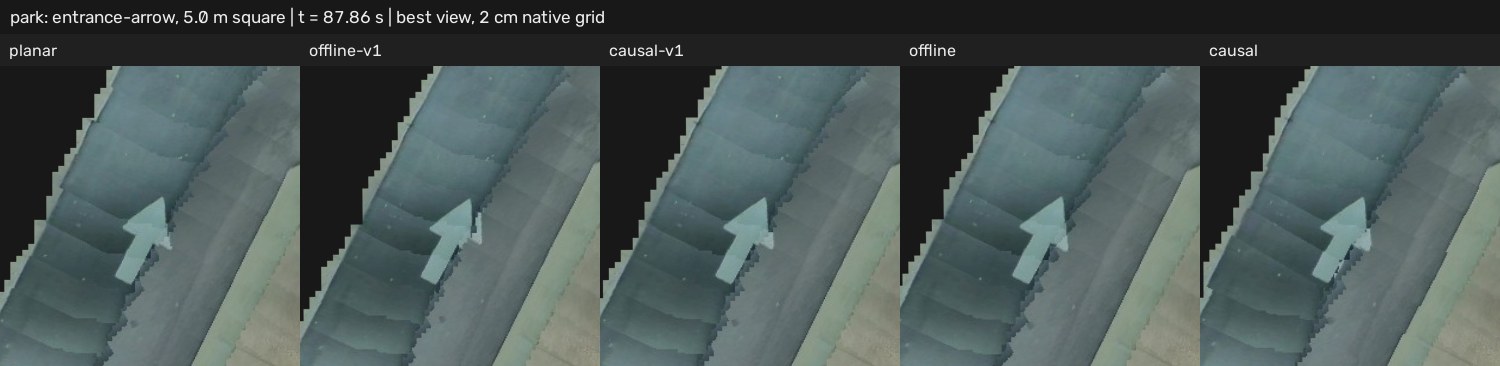 park: entrance-arrow, 5.0 m square | t = 87.86 s | best view, 2 cm native grid
planar
offline-v1
causal-v1
offline
causal